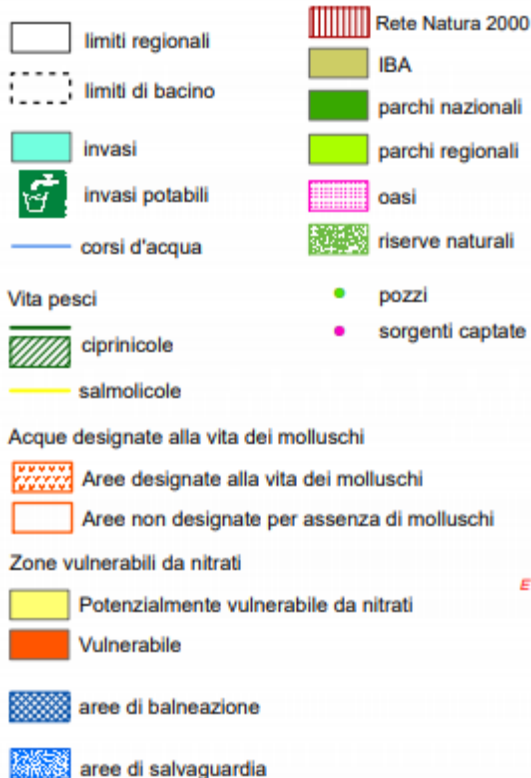 limiti regionali
limiti di bacino
invasi
invasi potabili
corsi d'acqua
Vita pesci
ciprinicole
salmolicole
Rete Natura 2000
IBA
parchi nazionali
parchi regionali
oasi
riserve naturali
pozzi
sorgenti captate
Acque designate alla vita dei molluschi
Aree designate alla vita dei molluschi
Aree non designate per assenza di molluschi
Zone vulnerabili da nitrati
Potenzialmente vulnerabile da nitrati
Vulnerabile
aree di balneazione
aree di salvaguardia
E